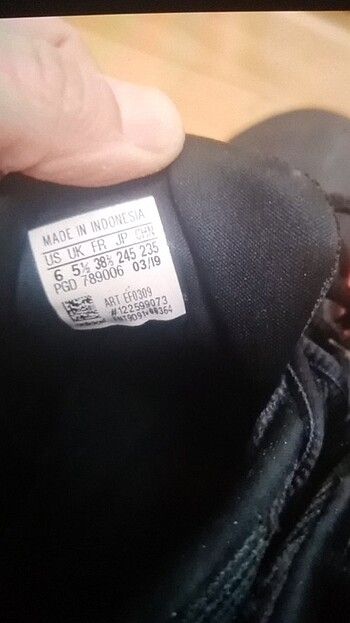 MADE IN INDONESIA
US UK FR JP CHN
6 5½ 38⅔ 245 235
PGD 789006 03/19
ART EF0309
#122599073